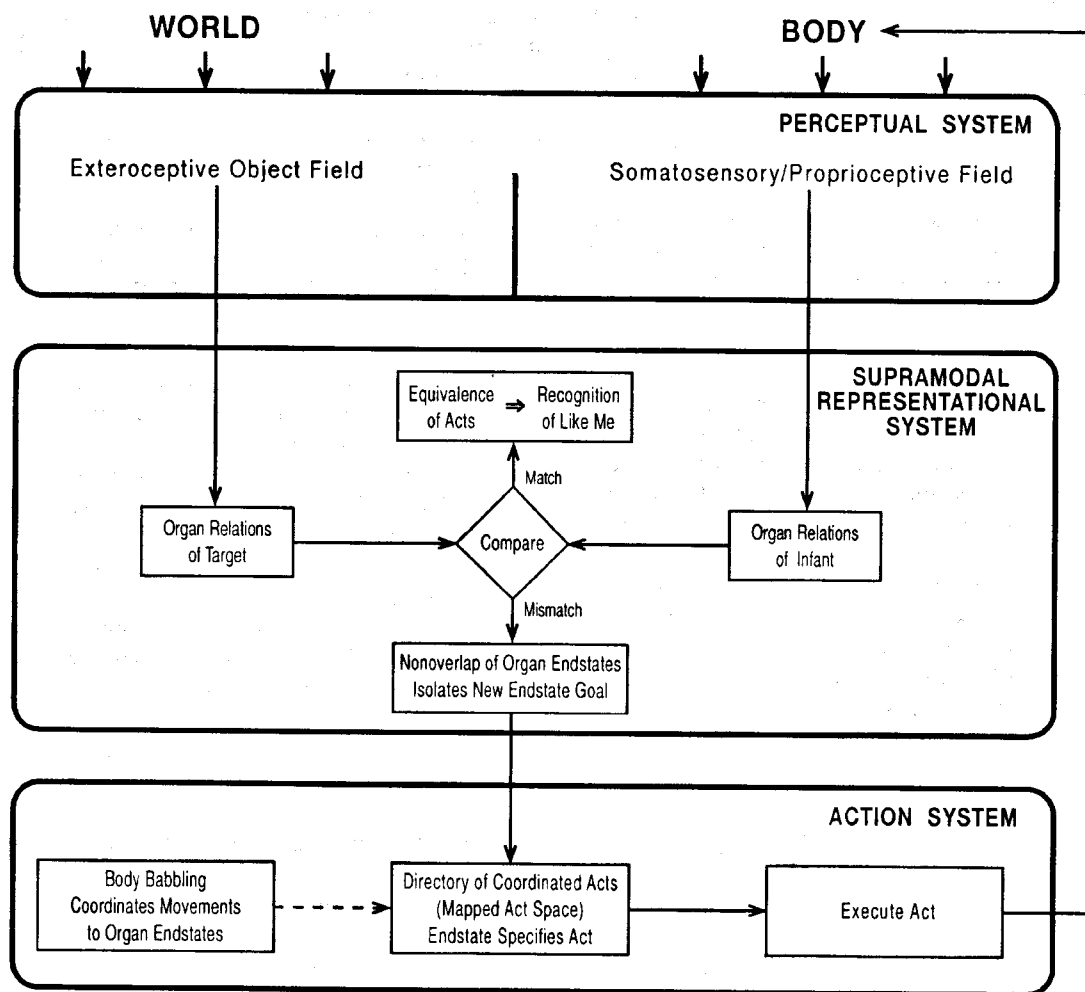 WORLD
BODY
PERCEPTUAL SYSTEM
Exteroceptive Object Field
Somatosensory/Proprioceptive Field
SUPRAMODAL
REPRESENTATIONAL
SYSTEM
Equivalence
of Acts
⇒
Recognition
of Like Me
Match
Organ Relations
of Target
Compare
Organ Relations
of Infant
Mismatch
Nonoverlap of Organ Endstates
Isolates New Endstate Goal
ACTION SYSTEM
Body Babbling
Coordinates Movements
to Organ Endstates
Directory of Coordinated Acts
(Mapped Act Space)
Endstate Specifies Act
Execute Act